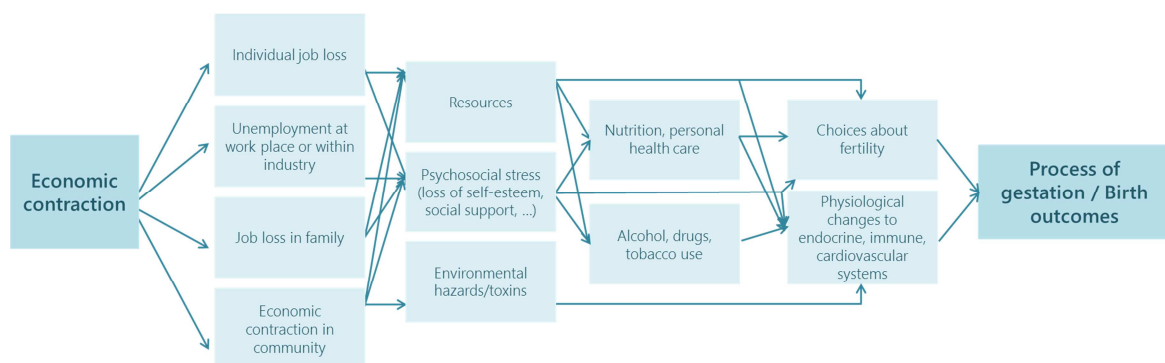 Economic
contraction
Individual job loss
Unemployment at
work place or within
industry
Job loss in family
Economic
contraction in
community
Resources
Psychosocial stress
(loss of self-esteem,
social support, ...)
Environmental
hazards/toxins
Nutrition, personal
health care
Alcohol, drugs,
tobacco use
Choices about
fertility
Physiological
changes to
endocrine, immune,
cardiovascular
systems
Process of
gestation / Birth
outcomes